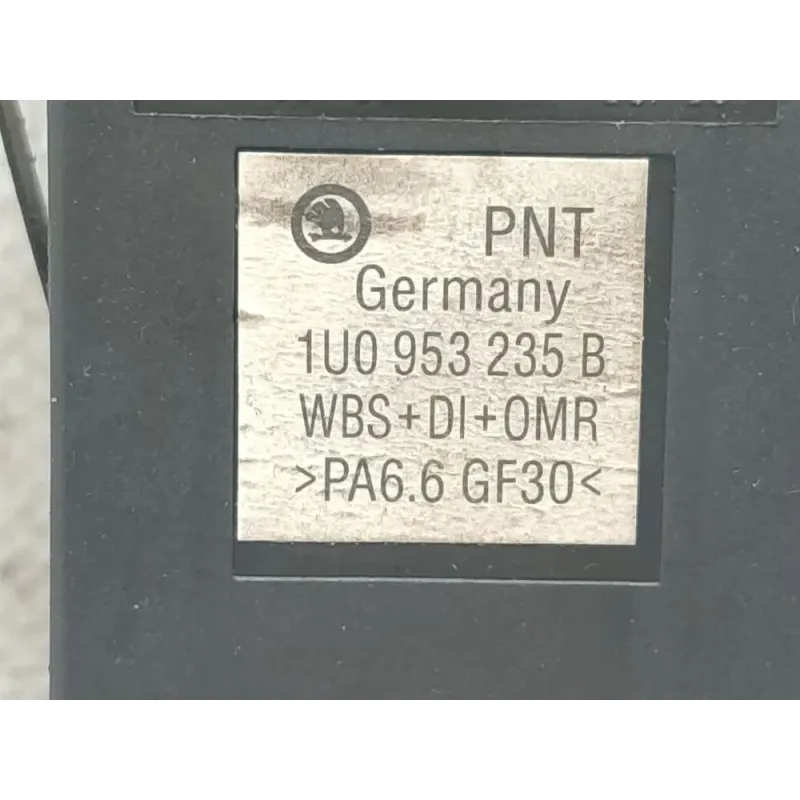 PNT
Germany
1U0 953 235 B
WBS+DI+OMR
>PA6.6 GF30<